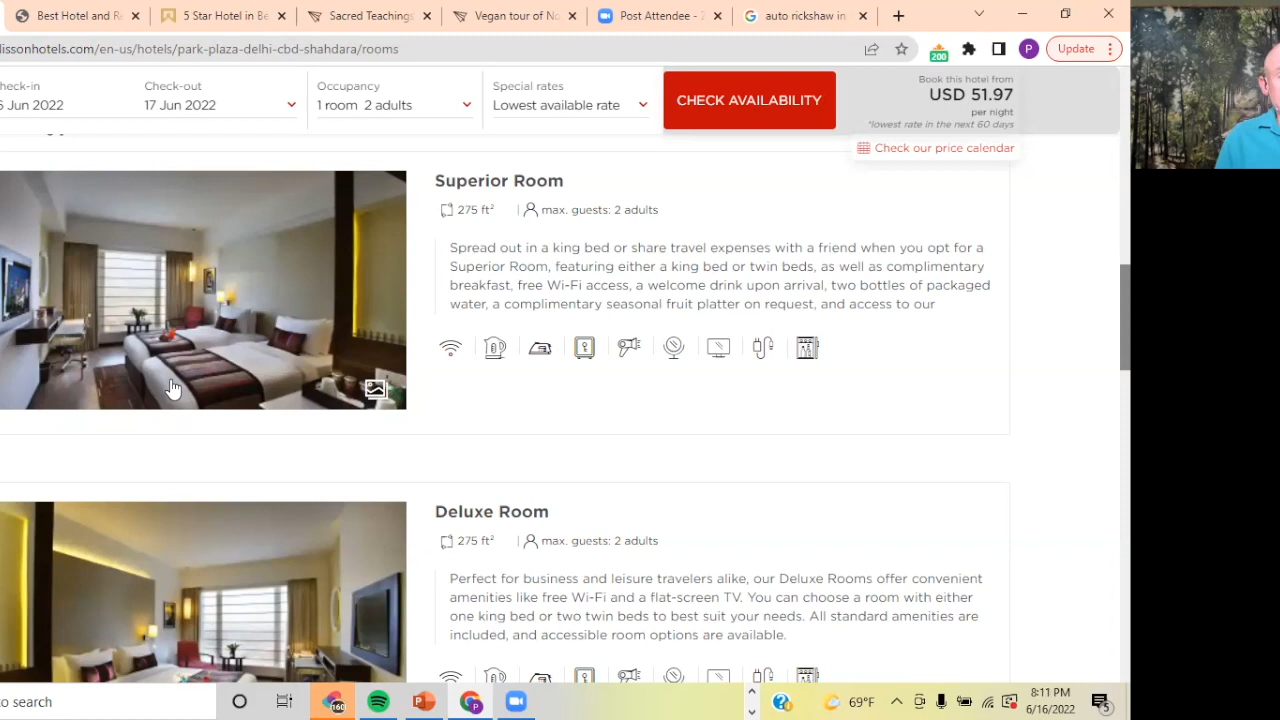 Best Hotel and Re
5 Star Hotel in Be
Sacred Teachings
Vegan tour of No
Post Attendee - Z
auto rickshaw in
lissonhotels.com/en-us/hotels/park-plaza-delhi-cbd-shahdara/rooms
P
Update
200
heck-in
Check-out
Occupancy
Special rates
6 Jun 2022
17 Jun 2022
1 room 2 adults
Lowest available rate
CHECK AVAILABILITY
Book this hotel from
USD 51.97
per night
*lowest rate in the next 60 days
Check our price calendar
Superior Room
275 ft²
max. guests: 2 adults
Spread out in a king bed or share travel expenses with a friend when you opt for a
Superior Room, featuring either a king bed or twin beds, as well as complimentary
breakfast, free Wi-Fi access, a welcome drink upon arrival, two bottles of packaged
water, a complimentary seasonal fruit platter on request, and access to our
Deluxe Room
275 ft²
max. guests: 2 adults
Perfect for business and leisure travelers alike, our Deluxe Rooms offer convenient
amenities like free Wi-Fi and a flat-screen TV. You can choose a room with either
one king bed or two twin beds to best suit your needs. All standard amenities are
included, and accessible room options are available.
to search
160
69°F
8:11 PM
6/16/2022
5